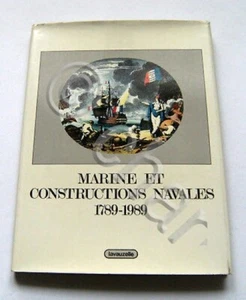 MARINE ET
CONSTRUCTIONS NAVALES
1789-1989
lavauzelle